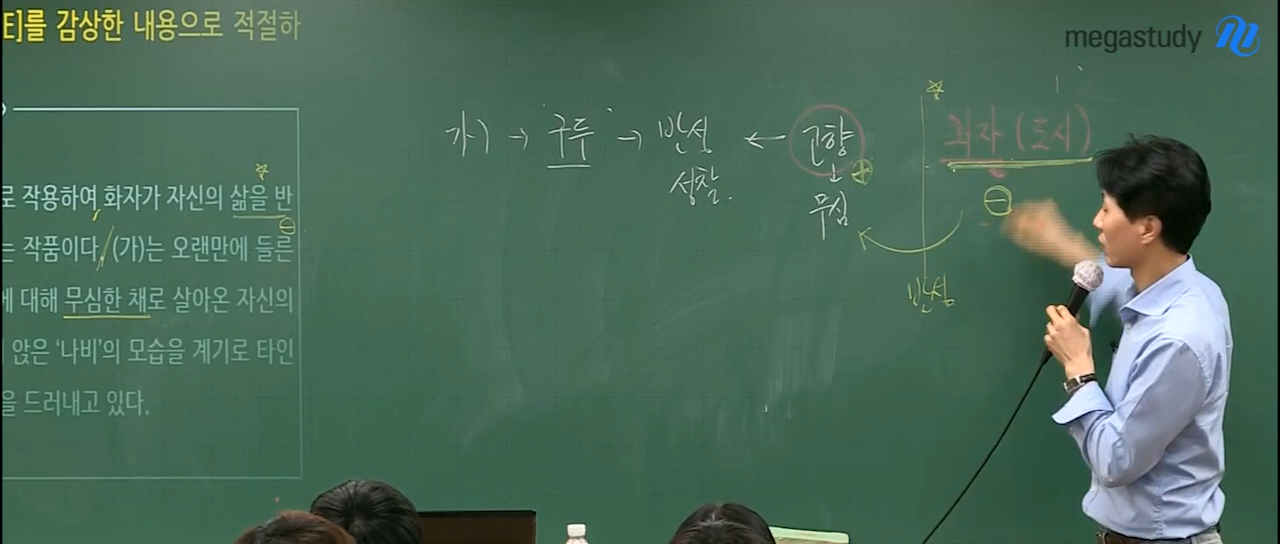 E]를 감상한 내용으로 적절하
megastudy
로 작용하여 화자가 자신의 삶을 반
는 작품이다. (가)는 오랜만에 들른
에 대해 무심한 채로 살아온 자신의
앉은 '나비'의 모습을 계기로 타인
을 드러내고 있다.
가) → '구두' → 반성 ← 고향
성찰.
무심
화자 (도시)
반성